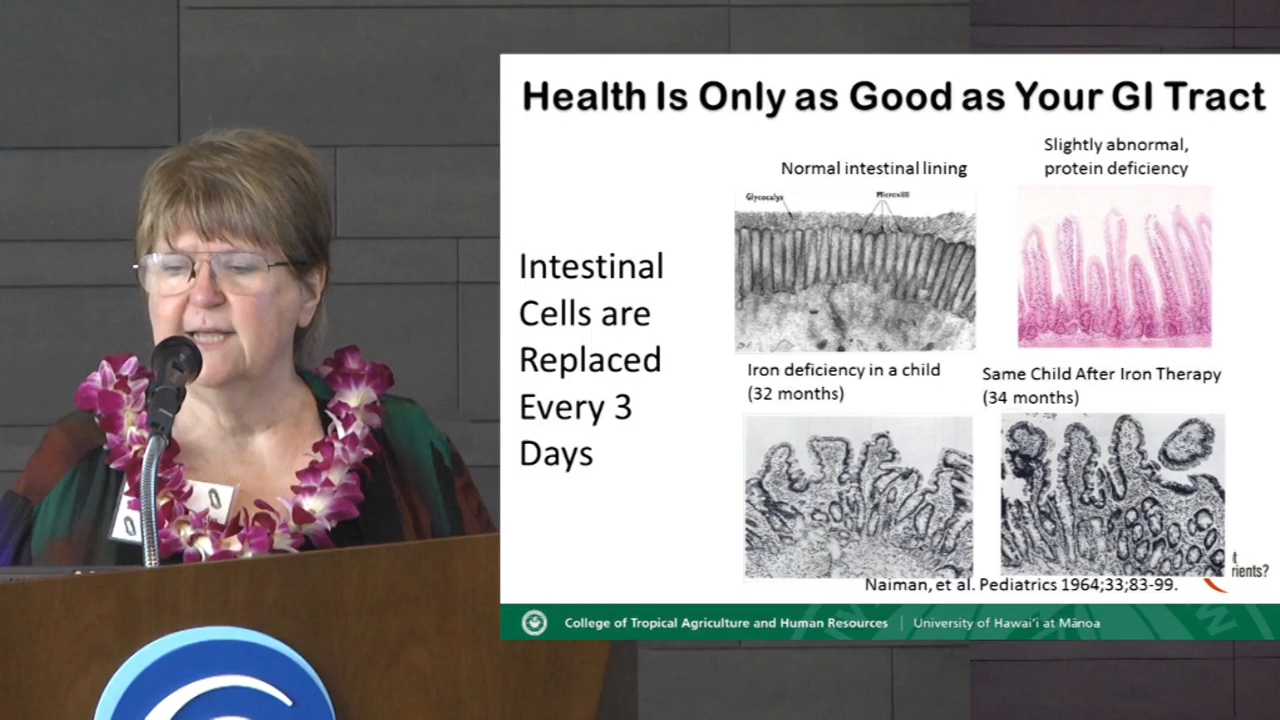 Health Is Only as Good as Your GI Tract
Slightly abnormal,
protein deficiency
Normal intestinal lining
Glycocalyx
Microvilli
Intestinal
Cells are
Replaced
Every 3
Days
Iron deficiency in a child
(32 months)
Same Child After Iron Therapy
(34 months)
Naiman, et al. Pediatrics 1964;33;83-99.
t
rients?
College of Tropical Agriculture and Human Resources | University of Hawai‘i at Mānoa